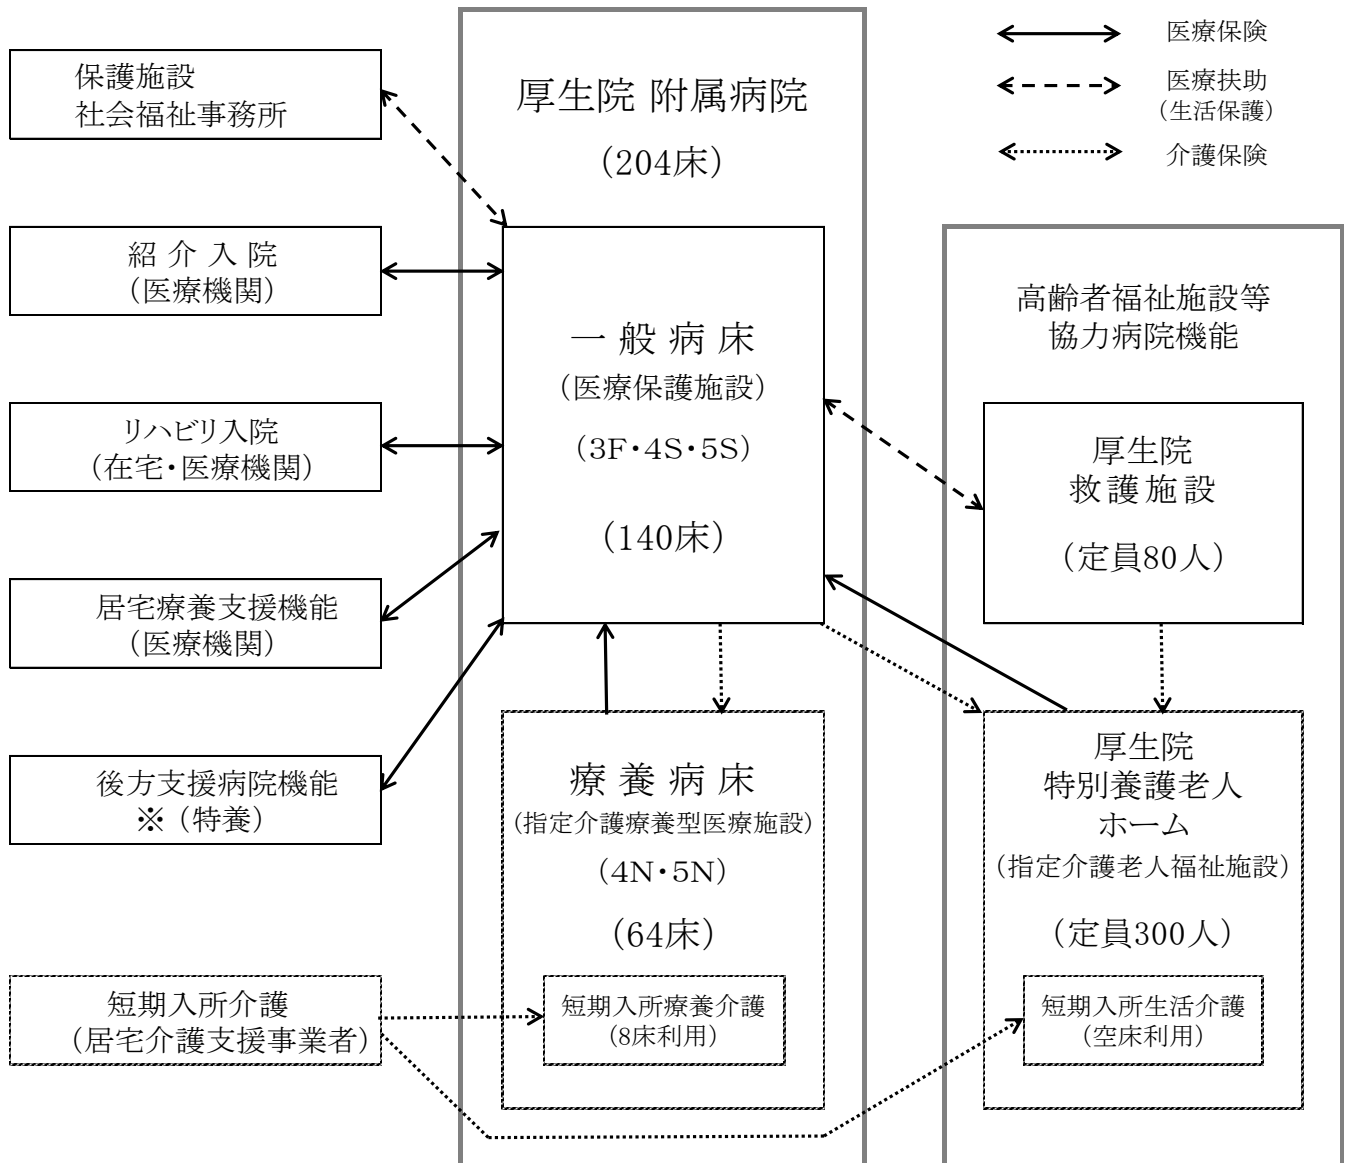 医療保険
医療扶助
（生活保護）
介護保険
保護施設
社会福祉事務所
紹 介 入 院
（医療機関）
リハビリ入院
（在宅・医療機関）
居宅療養支援機能
（医療機関）
後方支援病院機能
※（特養）
短期入所介護
（居宅介護支援事業者）
厚生院 附属病院
（204床）
一 般 病 床
（医療保護施設）
（3F・4S・5S）
（140床）
療 養 病 床
（指定介護療養型医療施設）
（4N・5N）
（64床）
短期入所療養介護
（8床利用）
高齢者福祉施設等
協力病院機能
厚生院
救護施設
（定員80人）
厚生院
特別養護老人
ホーム
（指定介護老人福祉施設）
（定員300人）
短期入所生活介護
（空床利用）